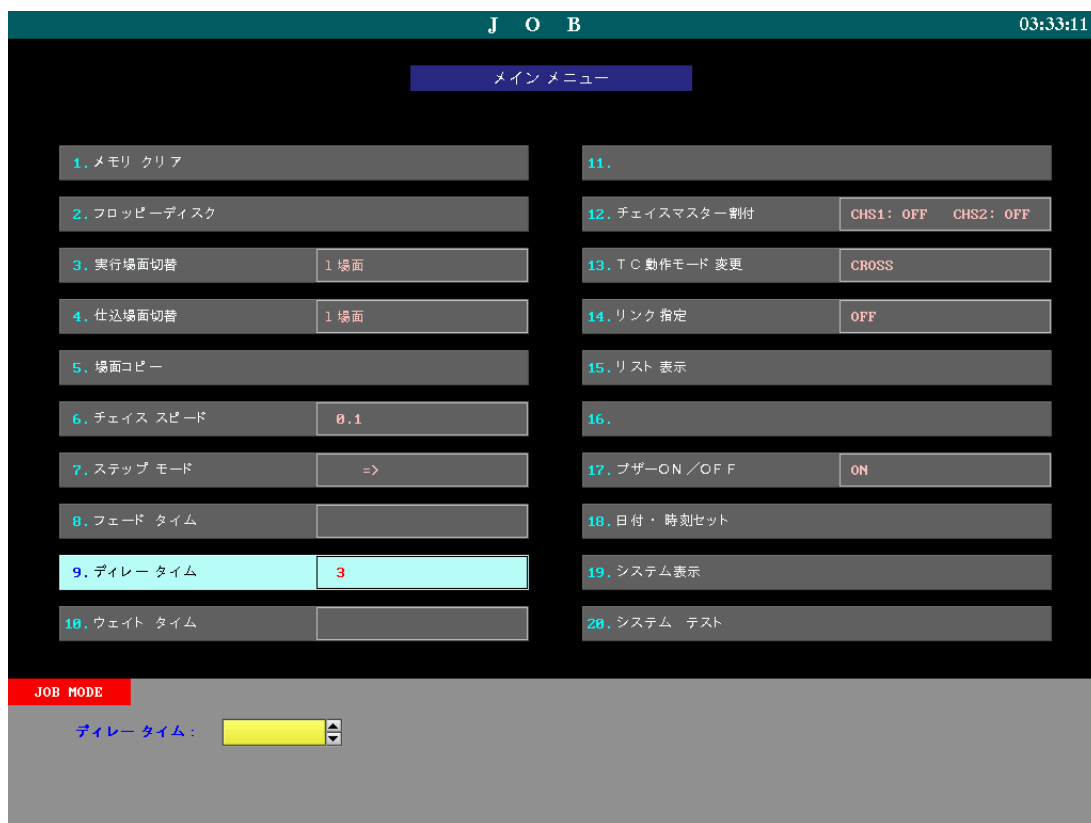 J O B 03:33:11
メイン メニュー
1. メモリ クリア
2. フロッピーディスク
3. 実行場面切替 1 場面
4. 仕込場面切替 1 場面
5. 場面コピー
6. チェイス スピード 0.1
7. ステップ モード =>
8. フェード タイム
9. ディレー タイム 3
10. ウェイト タイム
11.
12. チェイスマスター割付 CHS1: OFF CHS2: OFF
13. TC動作モード 変更 CROSS
14. リンク 指定 OFF
15. リスト 表示
16.
17. ブザーON/OFF ON
18. 日付・ 時刻セット
19. システム表示
20. システム テスト
JOB MODE
ディレー タイム :